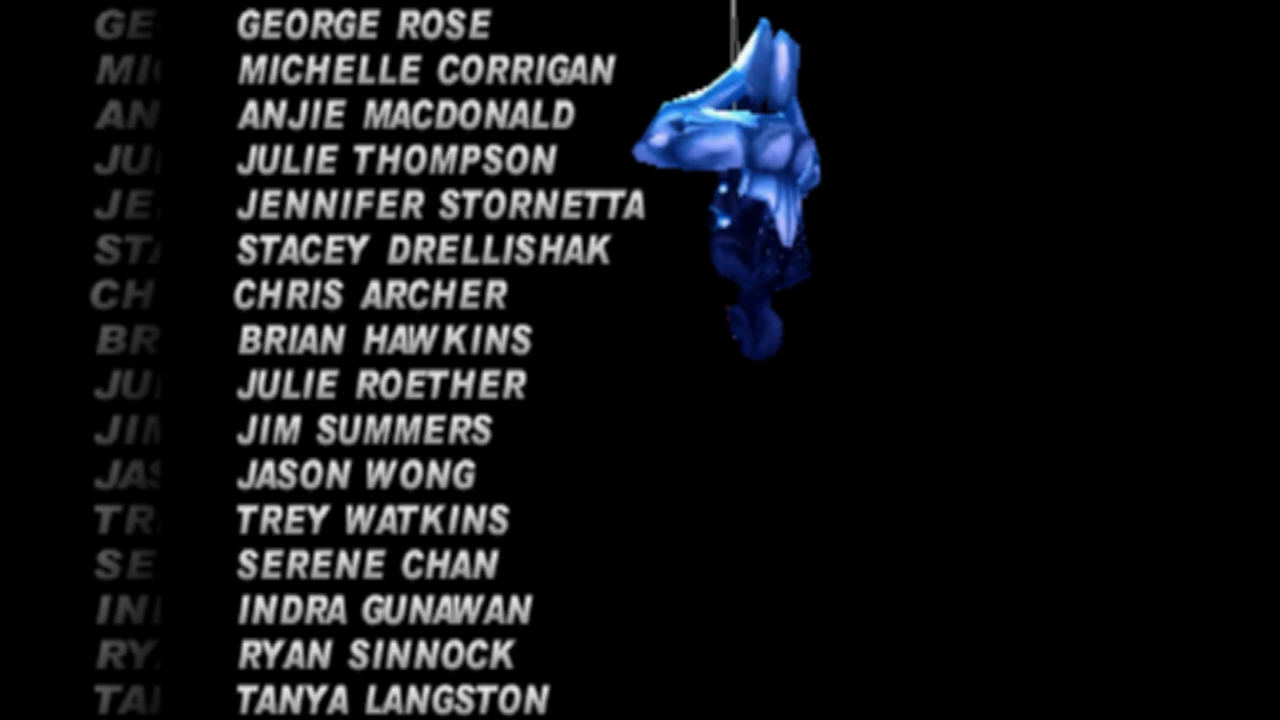 GEORGE ROSE
MICHELLE CORRIGAN
ANJIE MACDONALD
JULIE THOMPSON
JENNIFER STORNETTA
STACEY DRELLISHAK
CHRIS ARCHER
BRIAN HAWKINS
JULIE ROETHER
JIM SUMMERS
JASON WONG
TREY WATKINS
SERENE CHAN
INDRA GUNAWAN
RYAN SINNOCK
TANYA LANGSTON